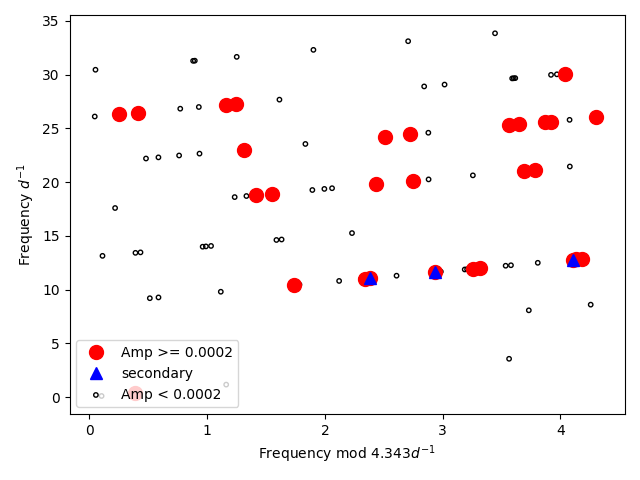 35
30
25
20
15
10
5
0
Frequency $d^{-1}$
Amp >= 0.0002
secondary
Amp < 0.0002
0 1 2 3 4
Frequency mod 4.343$d^{-1}$